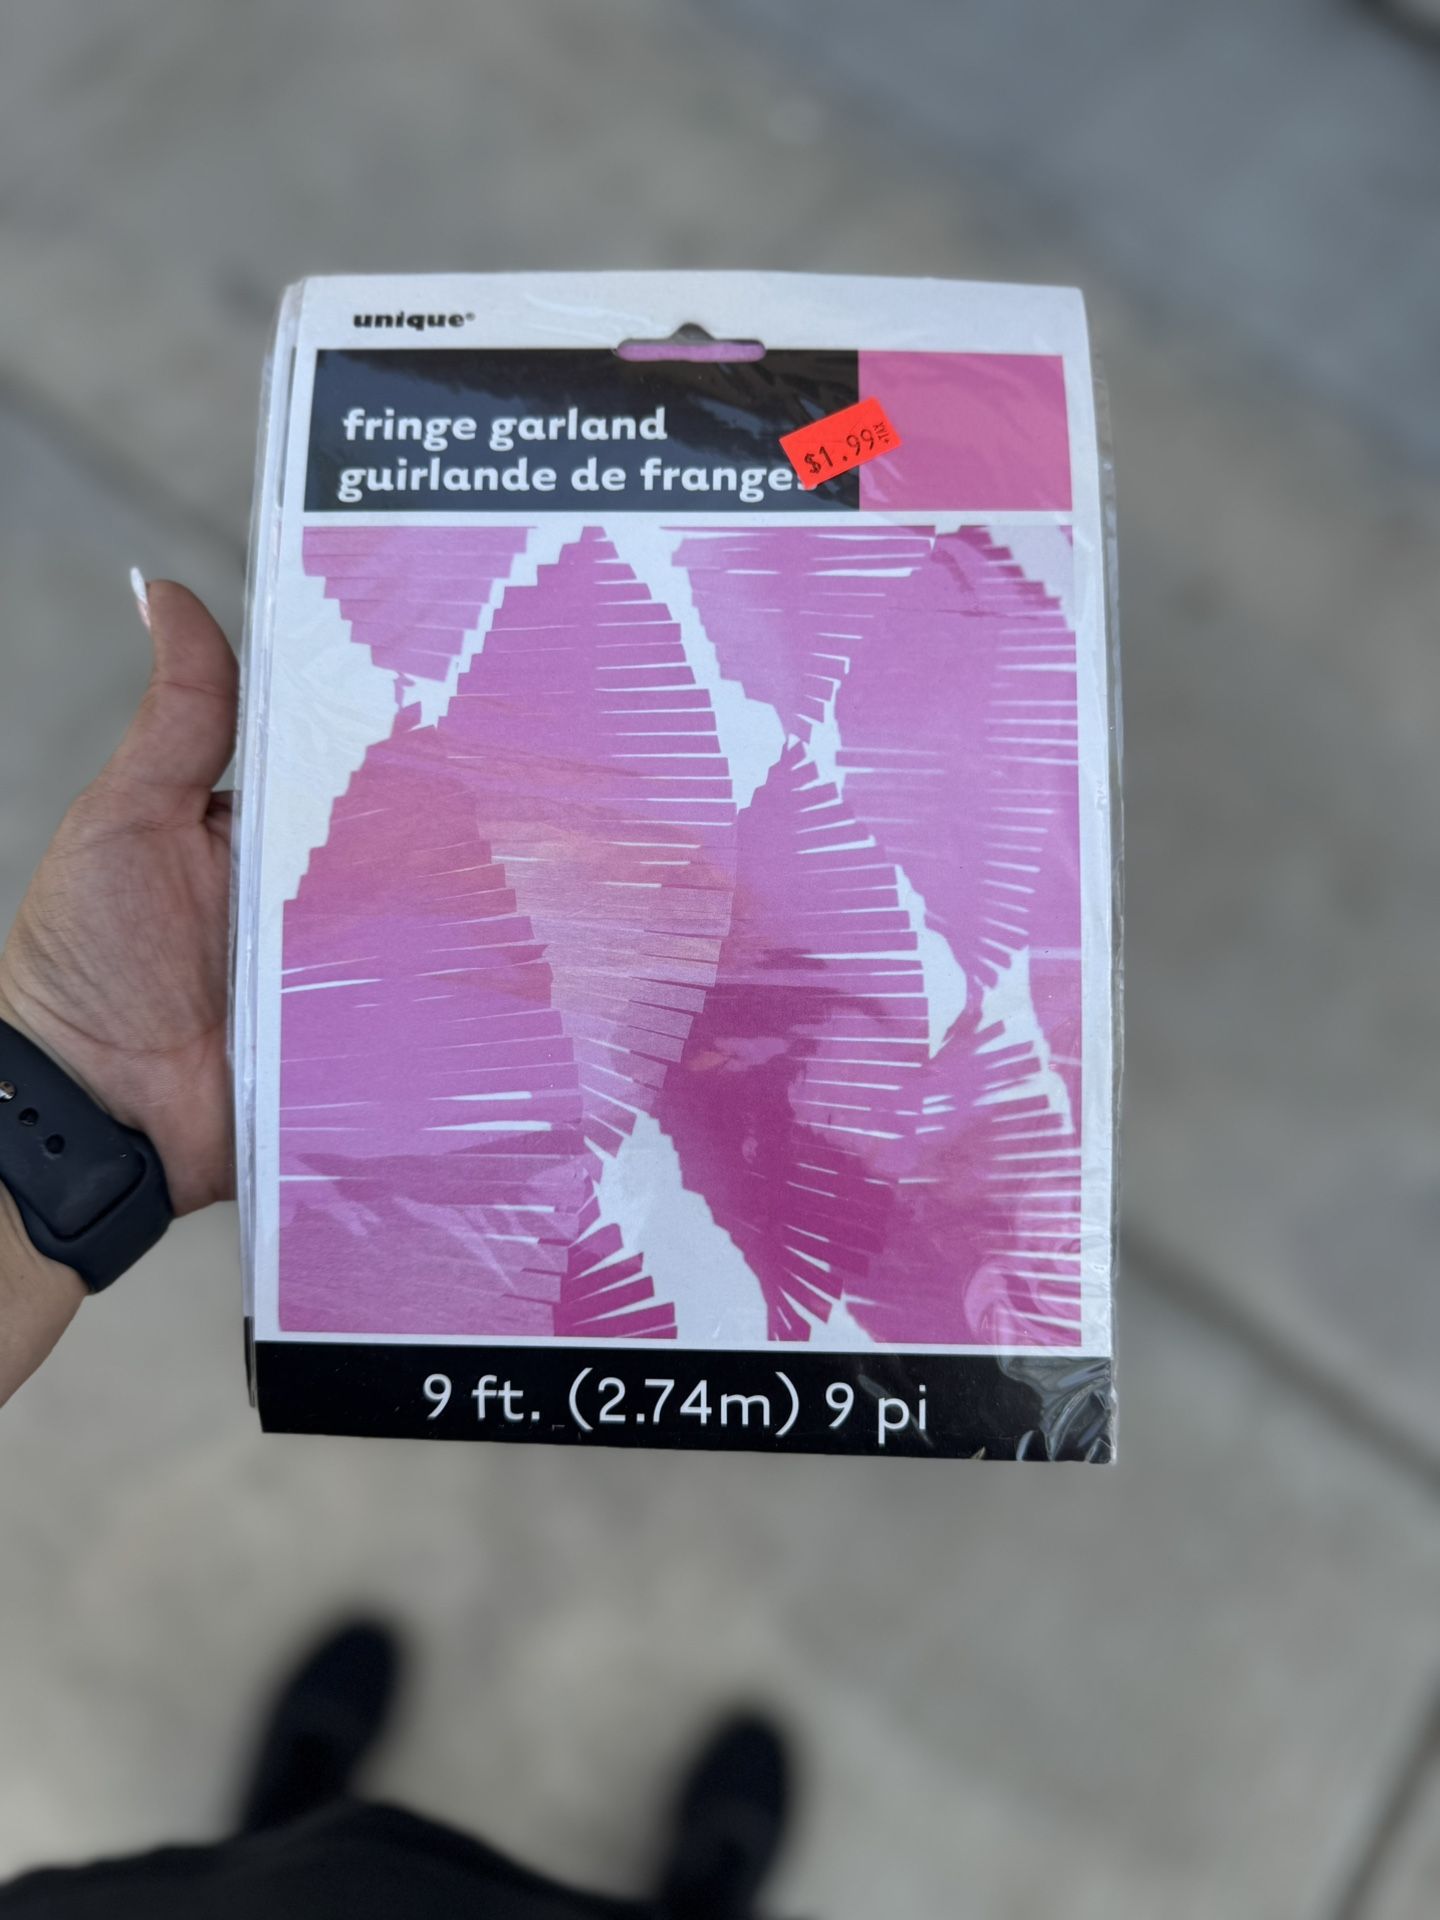 unique®
fringe garland
guirlande de franges
$1.99
9 ft. (2.74m) 9 pi